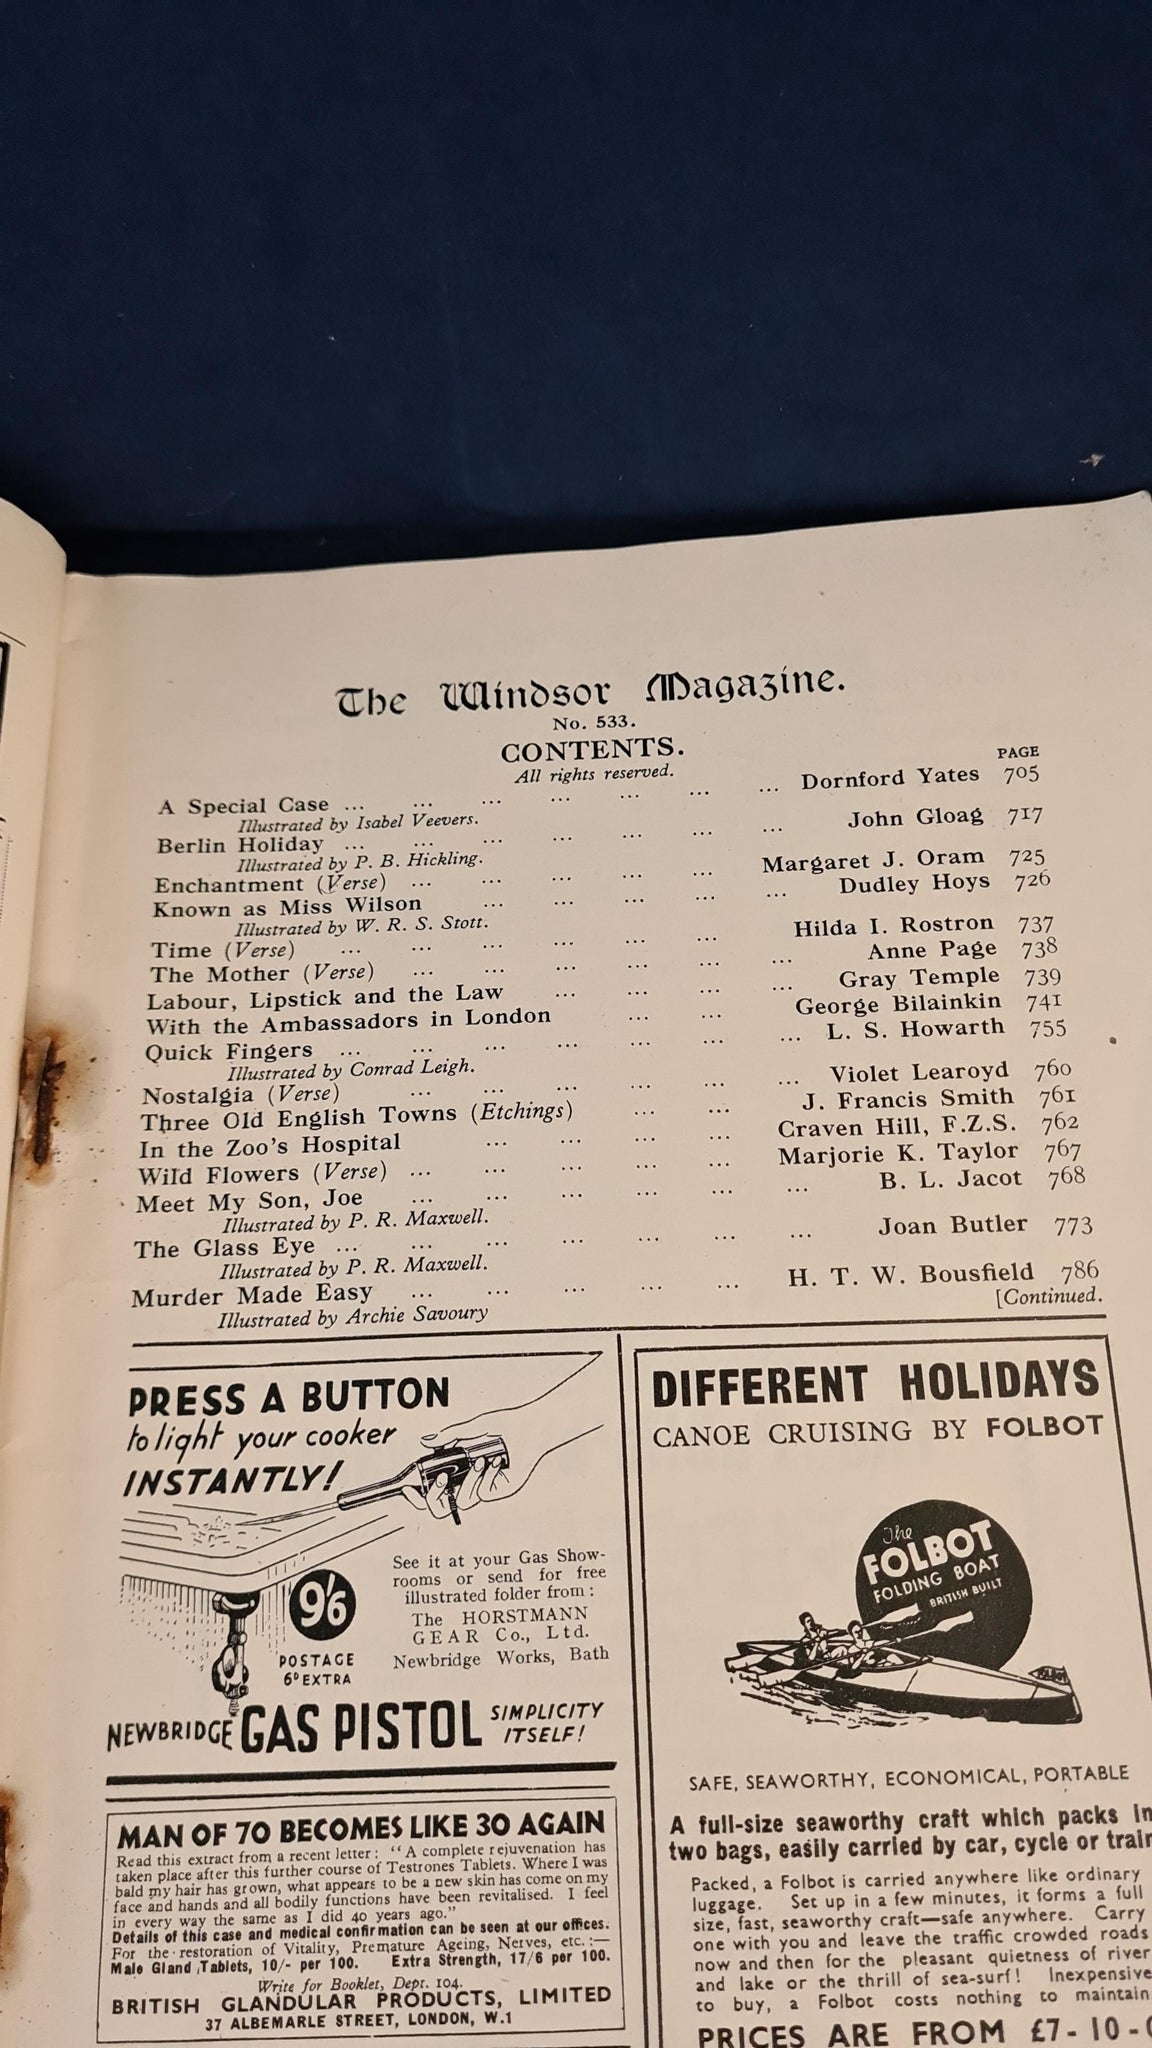 The Windsor Magazine.
No. 533.
CONTENTS.
All rights reserved.
PAGE
A Special Case ... ... ... ... ... ... ... Dornford Yates 705
Illustrated by Isabel Veevers.
Berlin Holiday ... ... ... ... ... ... ... John Gloag 717
Illustrated by P. B. Hickling.
Enchantment (Verse) ... ... ... ... ... Margaret J. Oram 725
Known as Miss Wilson ... ... ... ... ... Dudley Hoys 726
Illustrated by W. R. S. Stott.
Time (Verse) ... ... ... ... ... ... Hilda I. Rostron 737
The Mother (Verse) ... ... ... ... ... ... Anne Page 738
Labour, Lipstick and the Law ... ... ... ... Gray Temple 739
With the Ambassadors in London ... ... George Bilainkin 741
Quick Fingers ... ... ... ... ... ... ... L. S. Howarth 755
Illustrated by Conrad Leigh.
Nostalgia (Verse) ... ... ... ... ... ... Violet Learoyd 760
Three Old English Towns (Etchings) ... ... J. Francis Smith 761
In the Zoo's Hospital ... ... ... ... Craven Hill, F.Z.S. 762
Wild Flowers (Verse) ... ... ... ... ... Marjorie K. Taylor 767
Meet My Son, Joe ... ... ... ... ... ... B. L. Jacot 768
Illustrated by P. R. Maxwell.
The Glass Eye ... ... ... ... ... ... ... Joan Butler 773
Illustrated by P. R. Maxwell.
Murder Made Easy ... ... ... ... ... H. T. W. Bousfield 786
Illustrated by Archie Savoury
[Continued.
PRESS A BUTTON
to light your cooker
INSTANTLY!
See it at your Gas Show-
rooms or send for free
illustrated folder from:
The HORSTMANN
GEAR Co., Ltd.
Newbridge Works, Bath
9/6
POSTAGE
6D EXTRA
NEWBRIDGE GAS PISTOL SIMPLICITY
ITSELF!
MAN OF 70 BECOMES LIKE 30 AGAIN
Read this extract from a recent letter: "A complete rejuvenation has
taken place after this further course of Testrones Tablets. Where I was
bald my hair has grown, what appears to be a new skin has come on my
face and hands and all bodily functions have been revitalised. I feel
in every way the same as I did 40 years ago."
Details of this case and medical confirmation can be seen at our offices.
For the restoration of Vitality, Premature Ageing, Nerves, etc.:—
Male Gland Tablets, 10/- per 100. Extra Strength, 17/6 per 100.
Write for Booklet, Dept. 104.
BRITISH GLANDULAR PRODUCTS, LIMITED
37 ALBEMARLE STREET, LONDON, W.1
DIFFERENT HOLIDAYS
CANOE CRUISING BY FOLBOT
The
FOLBOT
FOLDING BOAT
BRITISH BUILT
FOLBOT
SAFE, SEAWORTHY, ECONOMICAL, PORTABLE
A full-size seaworthy craft which packs in
two bags, easily carried by car, cycle or train
Packed, a Folbot is carried anywhere like ordinary
luggage. Set up in a few minutes, it forms a full
size, fast, seaworthy craft—safe anywhere. Carry
one with you and leave the traffic crowded roads
now and then for the pleasant quietness of river
and lake or the thrill of sea-surf! Inexpensive
to buy, a Folbot costs nothing to maintain
PRICES ARE FROM £7-10-0